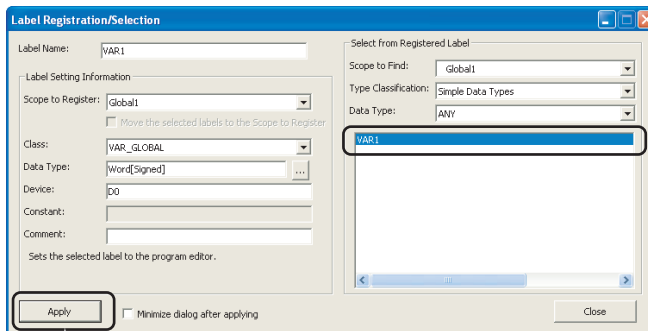 Label Registration/Selection
Label Name: VAR1
Label Setting Information
Scope to Register: Global1
Move the selected labels to the Scope to Register
Class: VAR_GLOBAL
Data Type: Word[Signed] ...
Device: D0
Constant:
Comment:
Sets the selected label to the program editor.
Select from Registered Label
Scope to Find: Global1
Type Classification: Simple Data Types
Data Type: ANY
VAR1
Apply
Minimize dialog after applying
Close